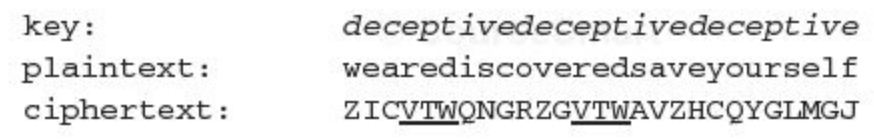 key: deceptivedeceptivedeceptive
plaintext: wearediscoveredsaveyourself
ciphertext: ZICVTWQNGRZGVTWAVZHCQYGLMGJ